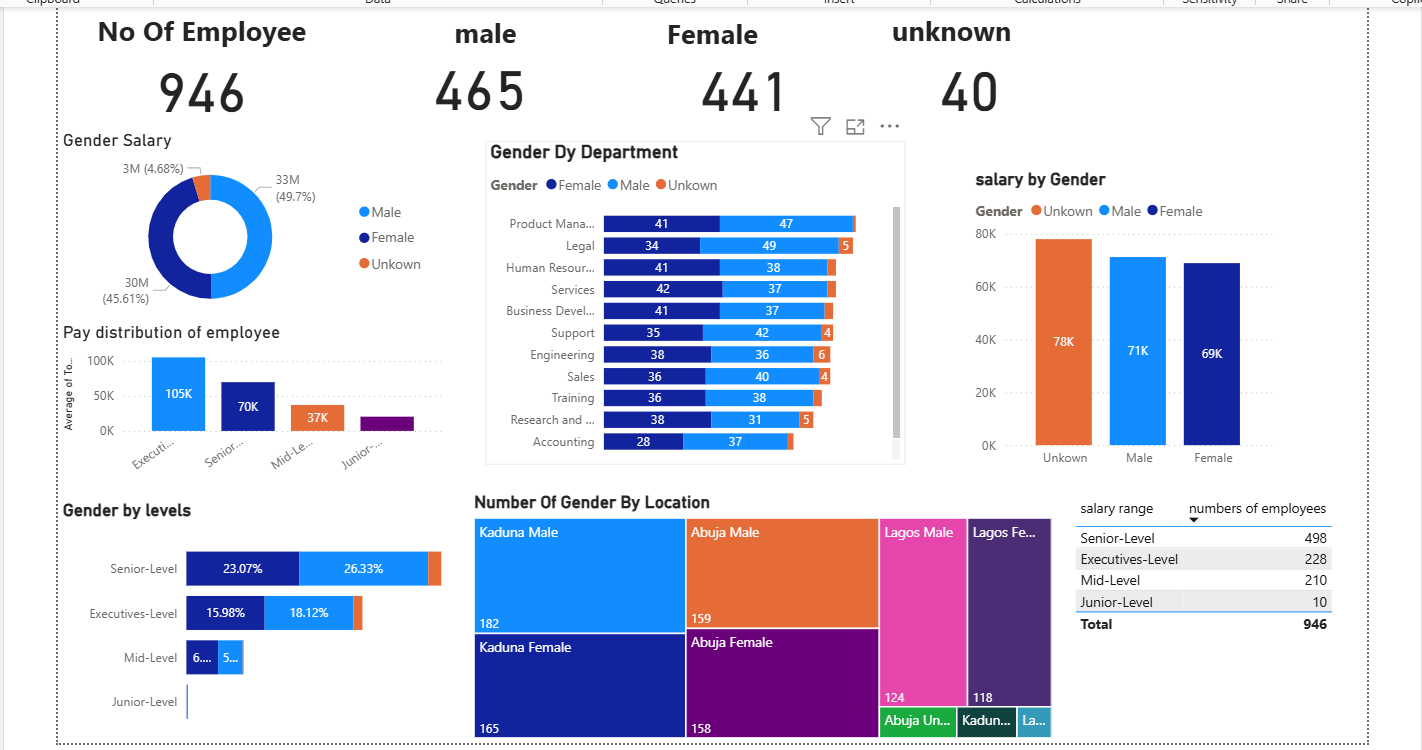 Clipboard
Data
Queries
Insert
Calculations
Sensitivity
Share
No Of Employee
946
male
465
Female
441
unknown
40
Gender Salary
3M (4.68%)
33M
(49.7%)
30M
(45.61%)
Male
Female
Unkown
Pay distribution of employee
Average of To...
100K
50K
0K
105K
70K
37K
Executi...
Senior...
Mid-Le...
Junior-...
Gender Dy Department
Gender Female Male Unkown
Product Mana... 41 47
Legal 34 49 5
Human Resour... 41 38
Services 42 37
Business Devel... 41 37
Support 35 42 4
Engineering 38 36 6
Sales 36 40 4
Training 36 38
Research and ... 38 31 5
Accounting 28 37
salary by Gender
Gender Unkown Male Female
80K
60K
40K
20K
0K
78K
71K
69K
Unkown
Male
Female
Gender by levels
Senior-Level 23.07% 26.33%
Executives-Level 15.98% 18.12%
Mid-Level 6.... 5...
Junior-Level
Number Of Gender By Location
Kaduna Male
182
Kaduna Female
165
Abuja Male
159
Abuja Female
158
Lagos Male
124
Lagos Fe...
118
Abuja Un...
Kadun...
La...
salary range numbers of employees
Senior-Level 498
Executives-Level 228
Mid-Level 210
Junior-Level 10
Total 946